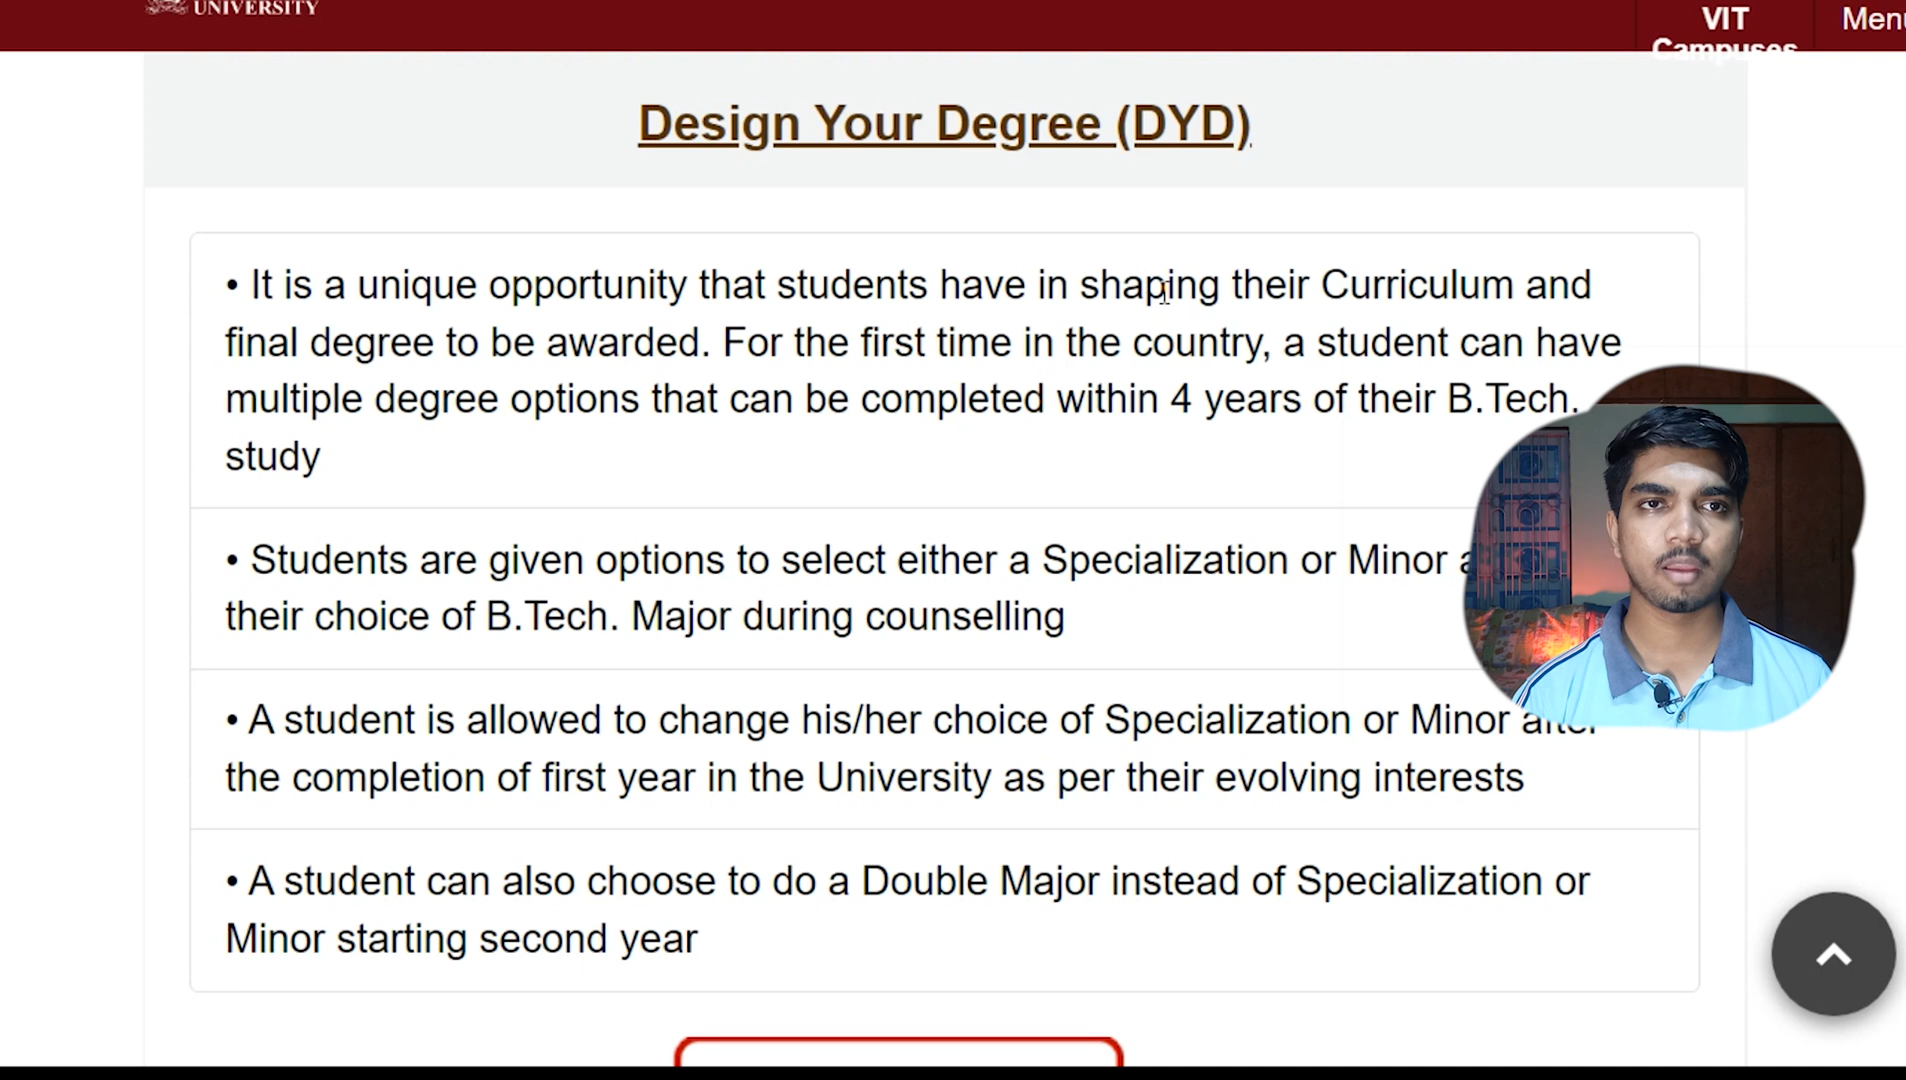 UNIVERSITY
VIT
Campuses
Menu
Design Your Degree (DYD)
• It is a unique opportunity that students have in shaping their Curriculum and
final degree to be awarded. For the first time in the country, a student can have
multiple degree options that can be completed within 4 years of their B.Tech.
study
• Students are given options to select either a Specialization or Minor
their choice of B.Tech. Major during counselling
• A student is allowed to change his/her choice of Specialization or Minor after
the completion of first year in the University as per their evolving interests
• A student can also choose to do a Double Major instead of Specialization or
Minor starting second year